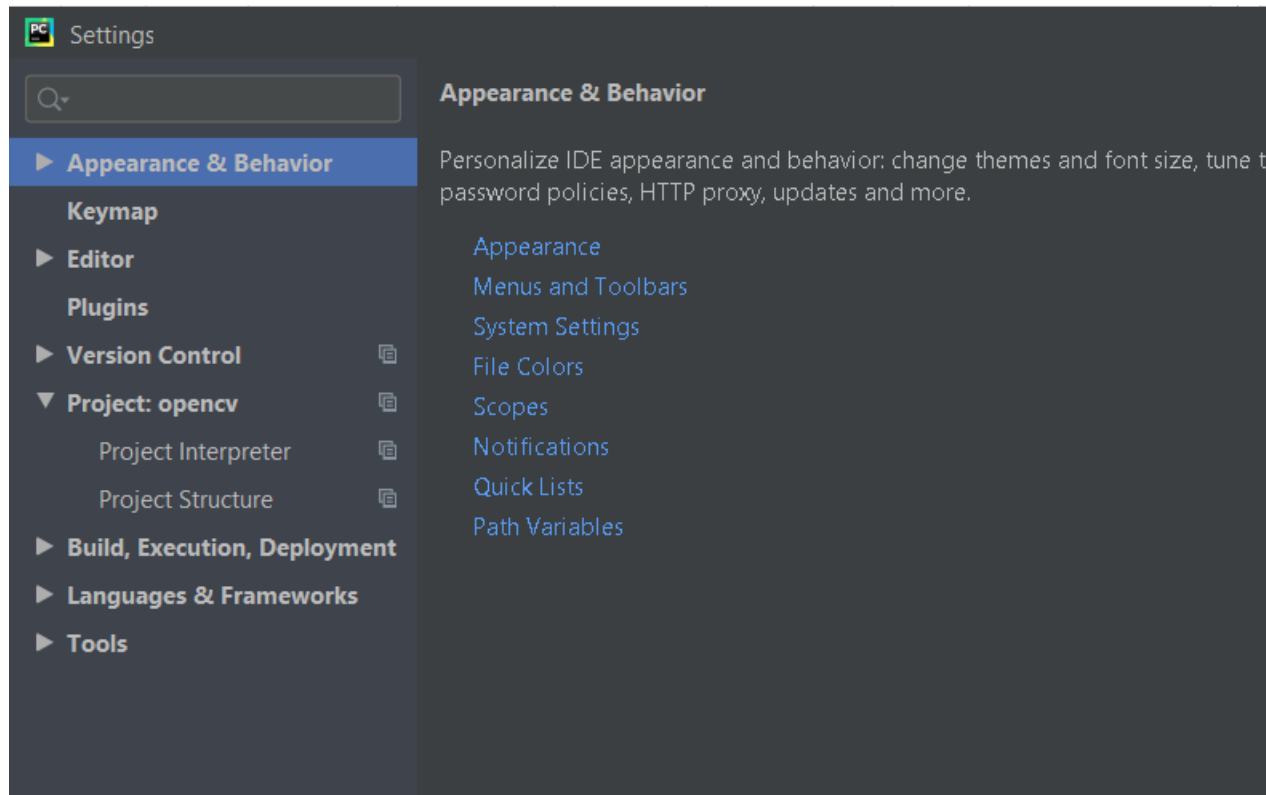 PC
Settings
Appearance & Behavior
Keymap
Editor
Plugins
Version Control
Project: opencv
Project Interpreter
Project Structure
Build, Execution, Deployment
Languages & Frameworks
Tools
Appearance & Behavior
Personalize IDE appearance and behavior: change themes and font size, tune t
password policies, HTTP proxy, updates and more.
Appearance
Menus and Toolbars
System Settings
File Colors
Scopes
Notifications
Quick Lists
Path Variables